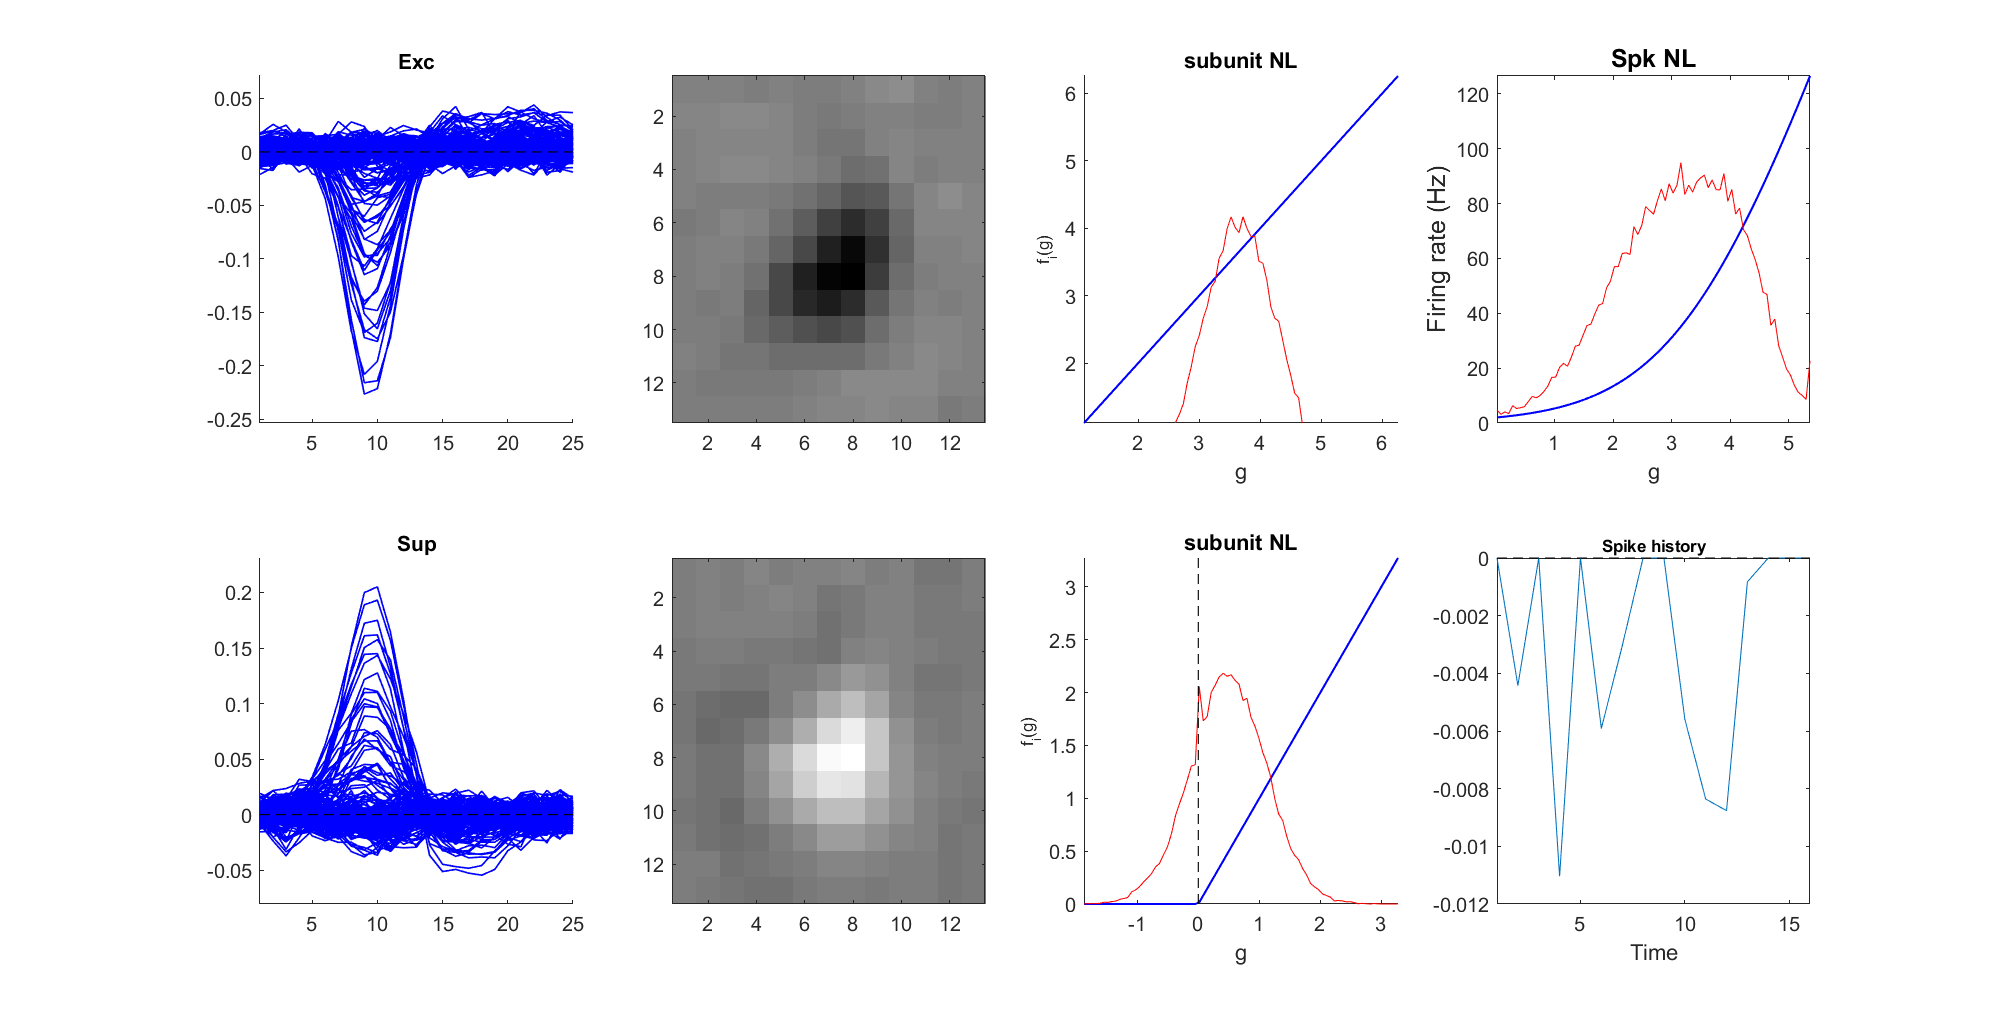 Exc
0.05
0
-0.05
-0.1
-0.15
-0.2
-0.25
5 10 15 20 25
2
4
6
8
10
12
2 4 6 8 10 12
subunit NL
6
5
4
3
2
f_i(g)
2 3 4 5 6
g
Spk NL
120
100
80
60
40
20
0
Firing rate (Hz)
1 2 3 4 5
g
Sup
0.2
0.15
0.1
0.05
0
-0.05
5 10 15 20 25
2
4
6
8
10
12
2 4 6 8 10 12
subunit NL
3
2.5
2
1.5
1
0.5
0
f_i(g)
-1 0 1 2 3
g
Spike history
0
-0.002
-0.004
-0.006
-0.008
-0.01
-0.012
5 10 15
Time